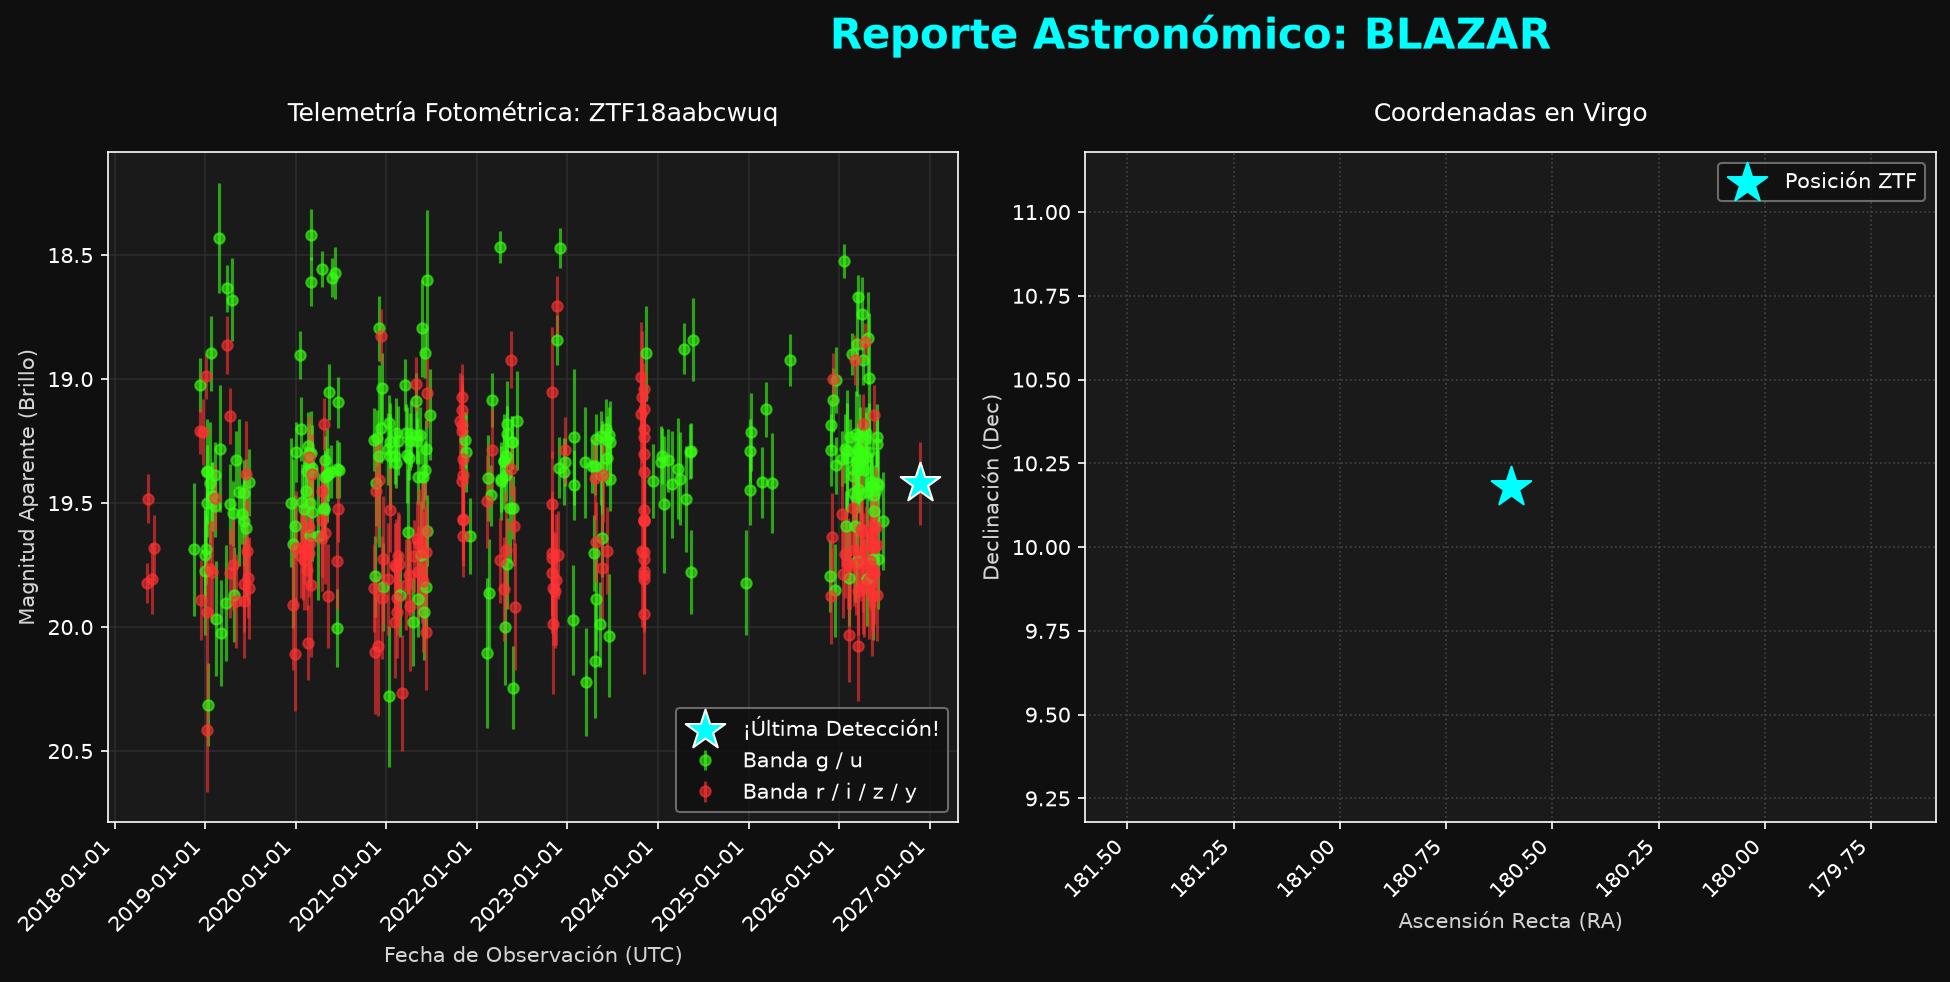 Reporte Astronómico: BLAZAR
Telemetría Fotométrica: ZTF18aabcwuq
Magnitud Aparente (Brillo)
18.5
19.0
19.5
20.0
20.5
¡Última Detección!
Banda g / u
Banda r / i / z / y
2018-01-01
2019-01-01
2020-01-01
2021-01-01
2022-01-01
2023-01-01
2024-01-01
2025-01-01
2026-01-01
2027-01-01
Fecha de Observación (UTC)
Coordenadas en Virgo
Posición ZTF
Declinación (Dec)
11.00
10.75
10.50
10.25
10.00
9.75
9.50
9.25
181.50
181.25
181.00
180.75
180.50
180.25
180.00
179.75
Ascensión Recta (RA)